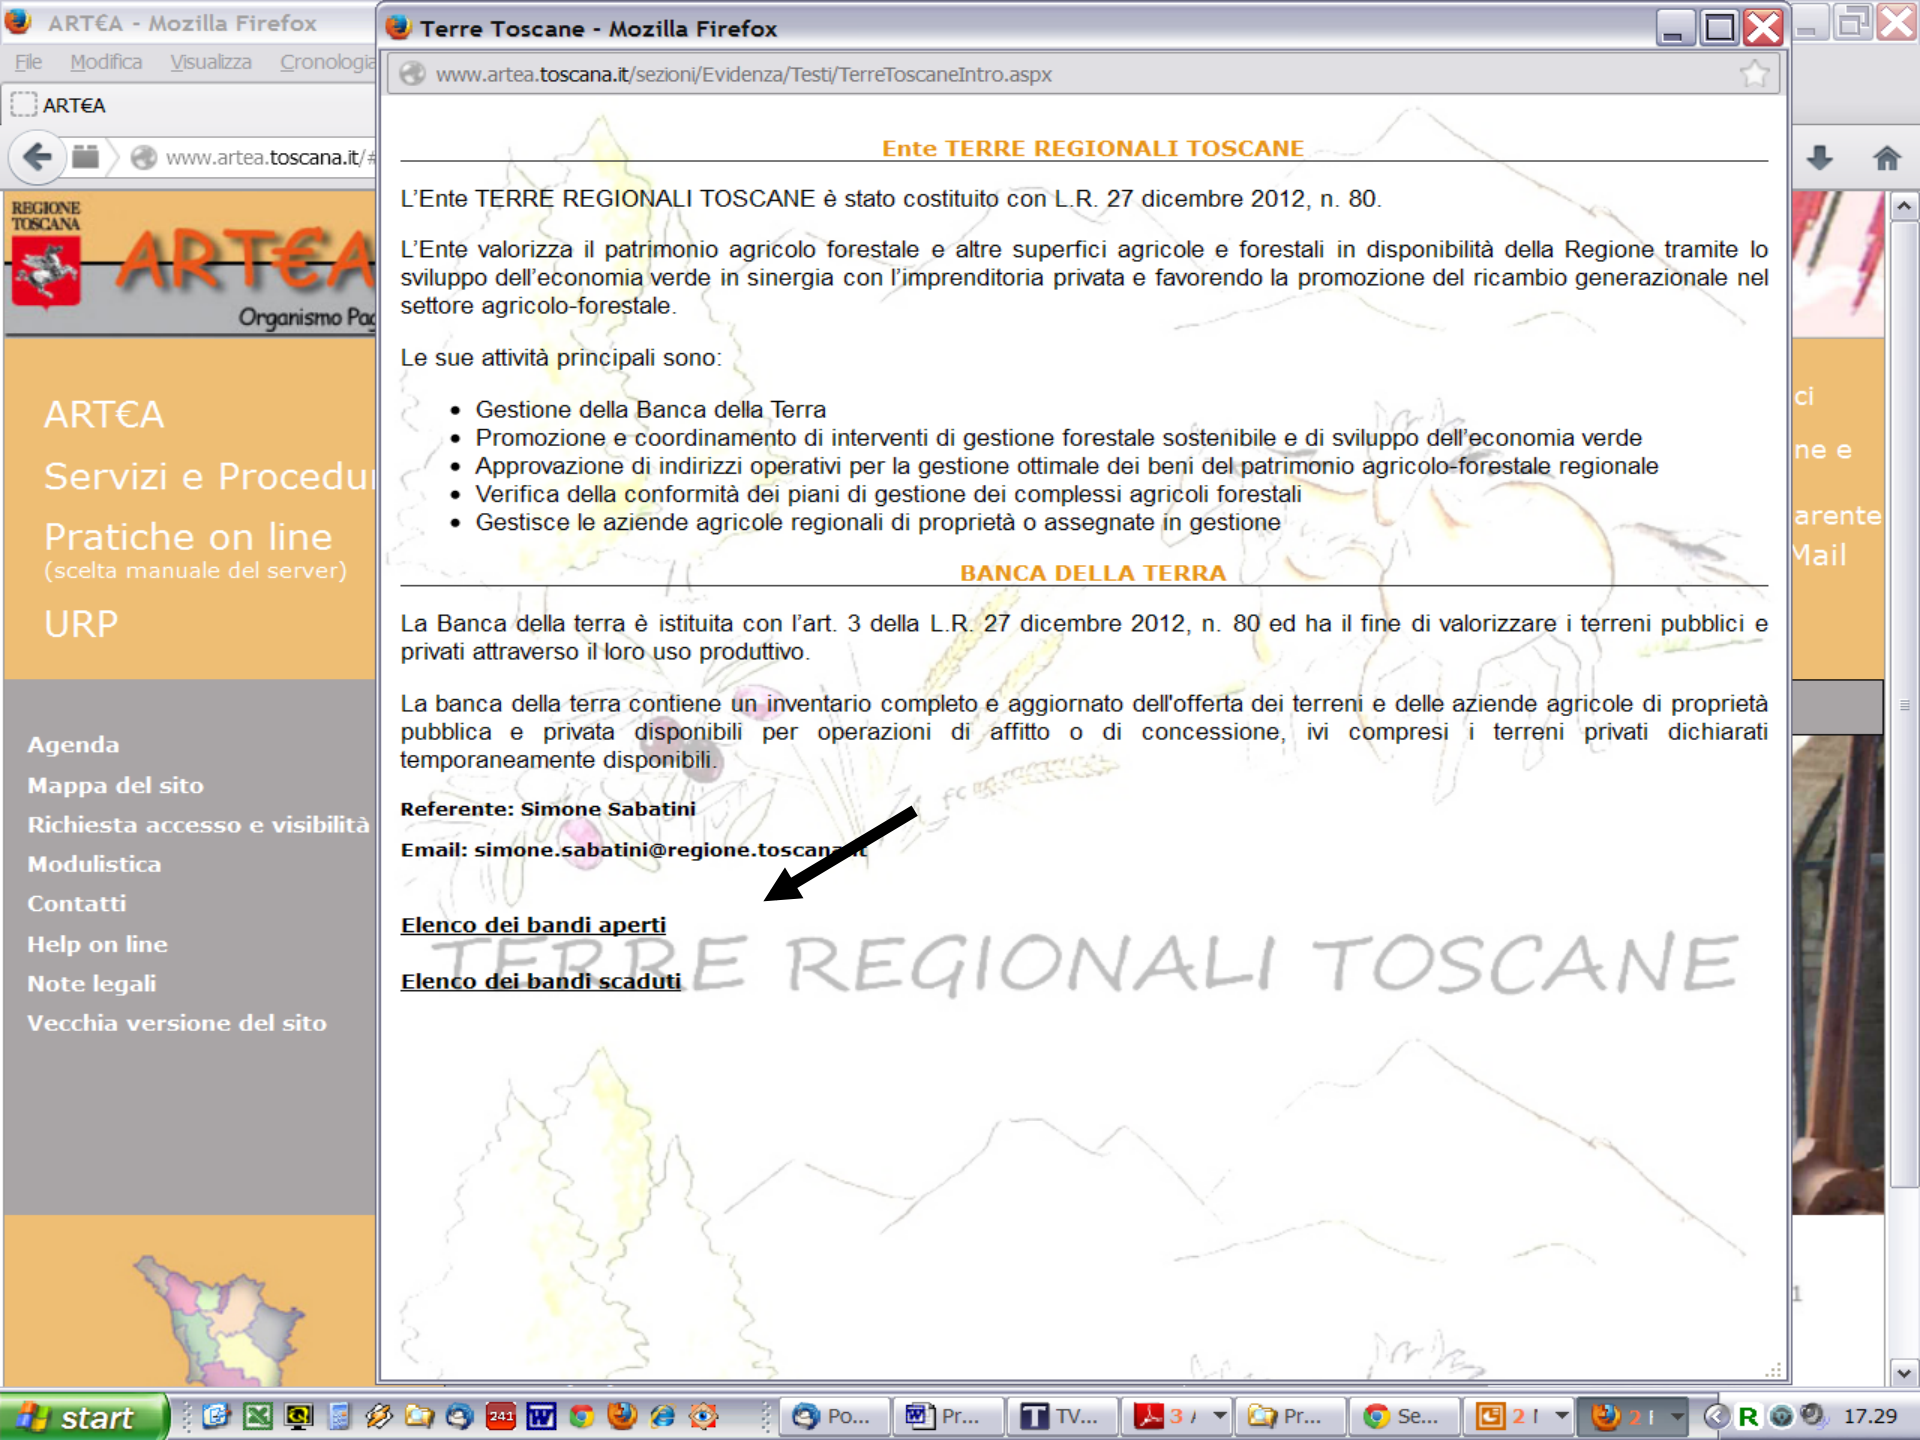 ART€A - Mozilla Firefox
File Modifica Visualizza Cronologia
ART€A
www.artea.toscana.it/#
REGIONE
TOSCANA
ART€A
Organismo Pag
ART€A
Servizi e Procedur
Pratiche on line
(scelta manuale del server)
URP
Agenda
Mappa del sito
Richiesta accesso e visibilità
Modulistica
Contatti
Help on line
Note legali
Vecchia versione del sito
Terre Toscane - Mozilla Firefox
www.artea.toscana.it/sezioni/Evidenza/Testi/TerreToscaneIntro.aspx
Ente TERRE REGIONALI TOSCANE
L'Ente TERRE REGIONALI TOSCANE è stato costituito con L.R. 27 dicembre 2012, n. 80.
L'Ente valorizza il patrimonio agricolo forestale e altre superfici agricole e forestali in disponibilità della Regione tramite lo
sviluppo dell'economia verde in sinergia con l'imprenditoria privata e favorendo la promozione del ricambio generazionale nel
settore agricolo-forestale.
Le sue attività principali sono:
• Gestione della Banca della Terra
• Promozione e coordinamento di interventi di gestione forestale sostenibile e di sviluppo dell'economia verde
• Approvazione di indirizzi operativi per la gestione ottimale dei beni del patrimonio agricolo-forestale regionale
• Verifica della conformità dei piani di gestione dei complessi agricoli forestali
• Gestisce le aziende agricole regionali di proprietà o assegnate in gestione
BANCA DELLA TERRA
La Banca della terra è istituita con l'art. 3 della L.R. 27 dicembre 2012, n. 80 ed ha il fine di valorizzare i terreni pubblici e
privati attraverso il loro uso produttivo.
La banca della terra contiene un inventario completo e aggiornato dell'offerta dei terreni e delle aziende agricole di proprietà
pubblica e privata disponibili per operazioni di affitto o di concessione, ivi compresi i terreni privati dichiarati
temporaneamente disponibili.
Referente: Simone Sabatini
Email: simone.sabatini@regione.toscana.it
Elenco dei bandi aperti
Elenco dei bandi scaduti
TERRE REGIONALI TOSCANE
fc
ci
ne e
arente
Mail
1
start
241
Po...
Pr...
TV...
3 /
Pr...
Se...
2 I
2 I
R
17.29